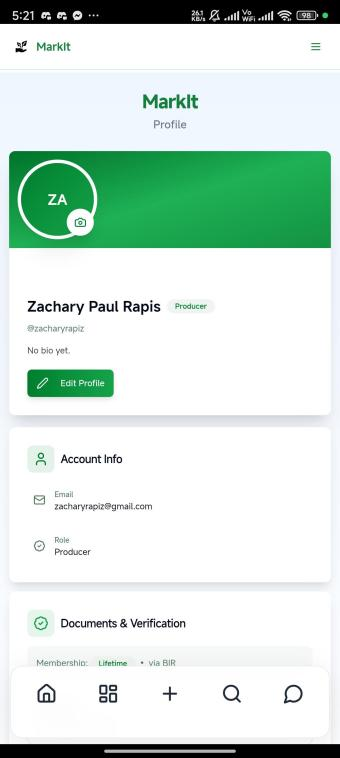 5:21
26.1 KB/s
Vo WiFi
98
MarkIt
MarkIt
Profile
ZA
Zachary Paul Rapis Producer
@zacharyrapiz
No bio yet.
Edit Profile
Account Info
Email
zacharyrapiz@gmail.com
Role
Producer
Documents & Verification
Membership: Lifetime • via BIR